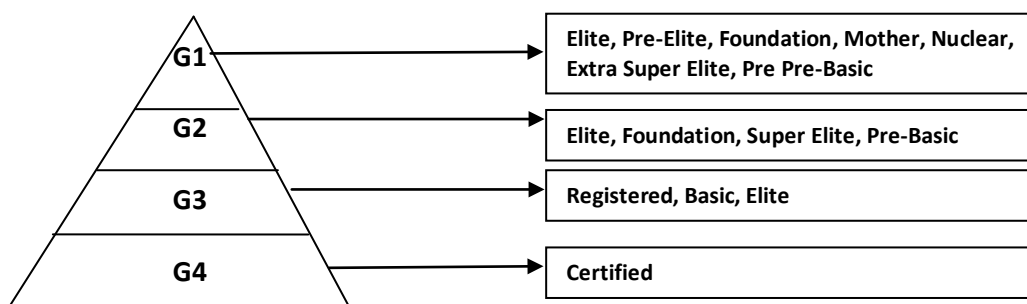 G1
Elite, Pre-Elite, Foundation, Mother, Nuclear,
Extra Super Elite, Pre Pre-Basic
G2
Elite, Foundation, Super Elite, Pre-Basic
G3
Registered, Basic, Elite
G4
Certified